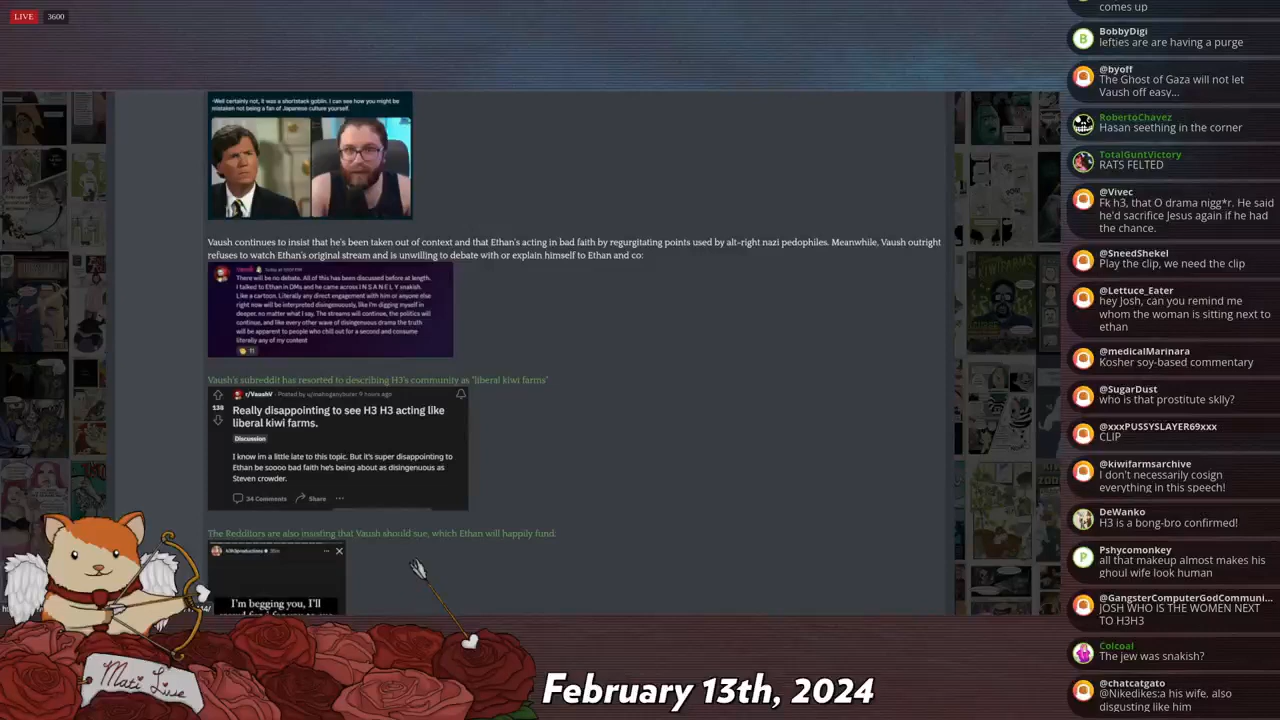 LIVE 3600
-Well certainly not, it was a shortstack goblin. I can see how you might be
mistaken not being a fan of Japanese culture yourself.
Vaush continues to insist that he's been taken out of context and that Ethan's acting in bad faith by regurgitating points used by alt-right nazi pedophiles. Meanwhile, Vaush outright
refuses to watch Ethan's original stream and is unwilling to debate with or explain himself to Ethan and co:
There will be no debate. All of this has been discussed before at length.
I talked to Ethan in DMs and he came across I N S A N E L Y snakish.
Like a cartoon. Literally any direct engagement with him or anyone else
right now will be interpreted disingenuously, like I'm digging myself in
deeper, no matter what I say. The streams will continue, the politics will
continue, and like every other wave of disingenuous drama the truth
will be apparent to people who chill out for a second and consume
literally any of my content
11
Vaush's subreddit has resorted to describing H3's community as "liberal kiwi farms"
r/VaushV · Posted by u/mahoganyfourer 9 hours ago
138
Really disappointing to see H3 H3 acting like
liberal kiwi farms.
Discussion
I know im a little late to this topic. But it's super disappointing to
Ethan be soooo bad faith he's being about as disingenuous as
Steven crowder.
34 Comments Share ...
The Redditors are also insisting that Vaush should sue, which Ethan will happily fund:
h3h3productions
I'm begging you, I'll
Mati Live
February 13th, 2024
comes up
BobbyDigi
lefties are are having a purge
@byoff
The Ghost of Gaza will not let
Vaush off easy...
RobertoChavez
Hasan seething in the corner
TotalGuntVictory
RATS FELTED
@Vivec
Fk h3, that O drama nigg*r. He said
he'd sacrifice Jesus again if he had
the chance.
@SneedShekel
Play the clip, we need the clip
@Lettuce_Eater
hey Josh, can you remind me
whom the woman is sitting next to
ethan
@medicalMarinara
Kosher soy-based commentary
@SugarDust
who is that prostitute sklly?
@xxxPUSSYSLAYER69xxx
CLIP
@kiwifarmsarchive
I don't necessarily cosign
everything in this speech!
DeWanko
H3 is a bong-bro confirmed!
Pshycomonkey
all that makeup almost makes his
ghoul wife look human
@GangsterComputerGodCommuni...
JOSH WHO IS THE WOMEN NEXT
TO H3H3
Colcoal
The jew was snakish?
@chatcatgato
@Nikedikes:a his wife, also
disgusting like him